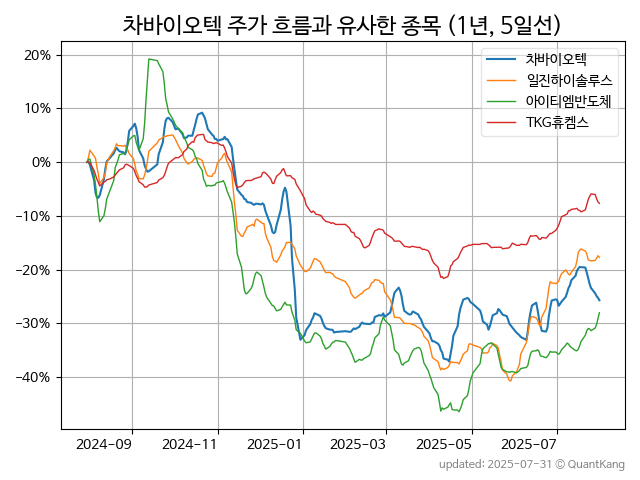 차바이오텍 주가 흐름과 유사한 종목 (1년, 5일선)
차바이오텍
일진하이솔루스
아이티엠반도체
TKG휴켐스
20%
10%
0%
−10%
−20%
−30%
−40%
2024−09
2024−11
2025−01
2025−03
2025−05
2025−07
updated: 2025-07-31 © QuantKang